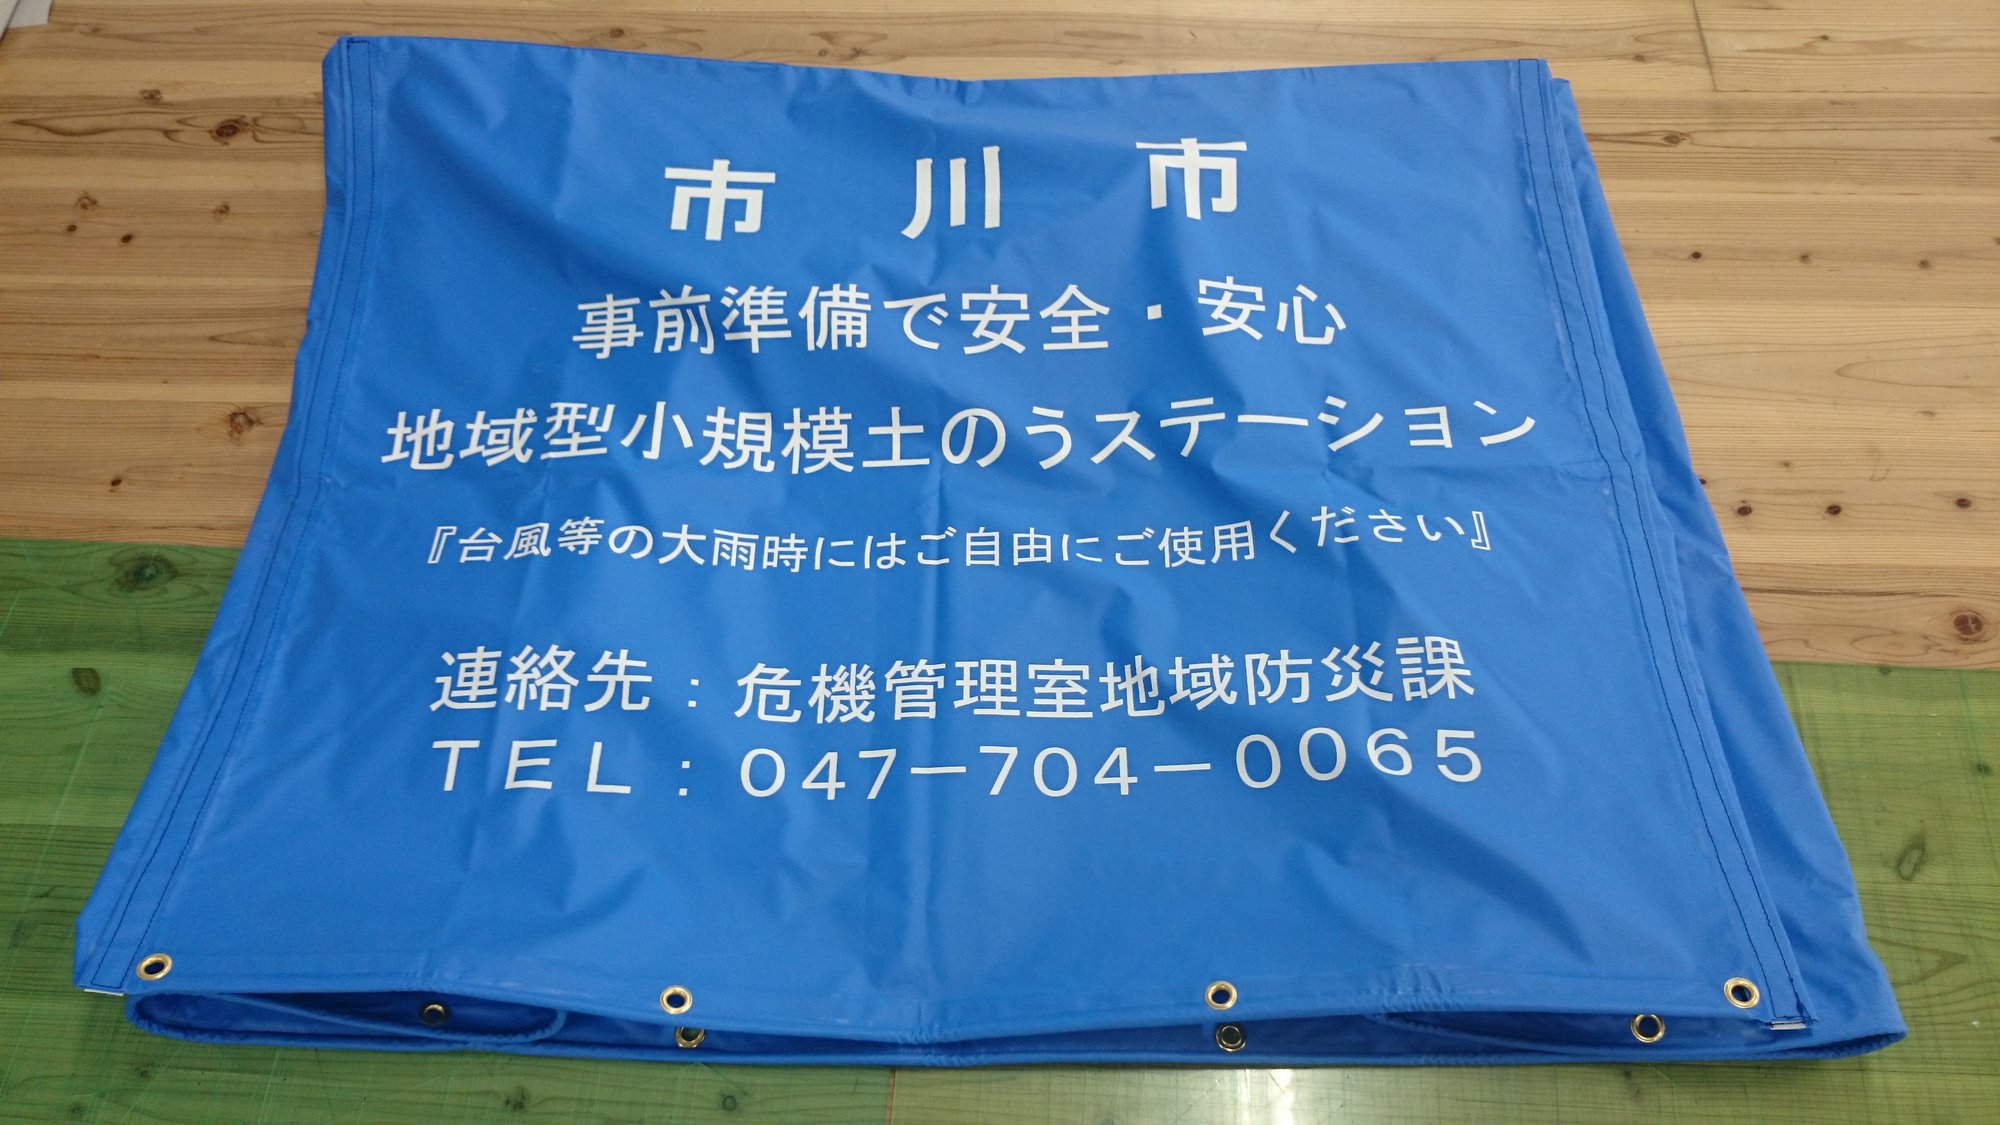 市川市
事前準備で安全・安心
地域型小規模土のうステーション
『台風等の大雨時にはご自由にご使用ください』
連絡先：危機管理室地域防災課
ＴＥＬ：０４７－７０４－００６５